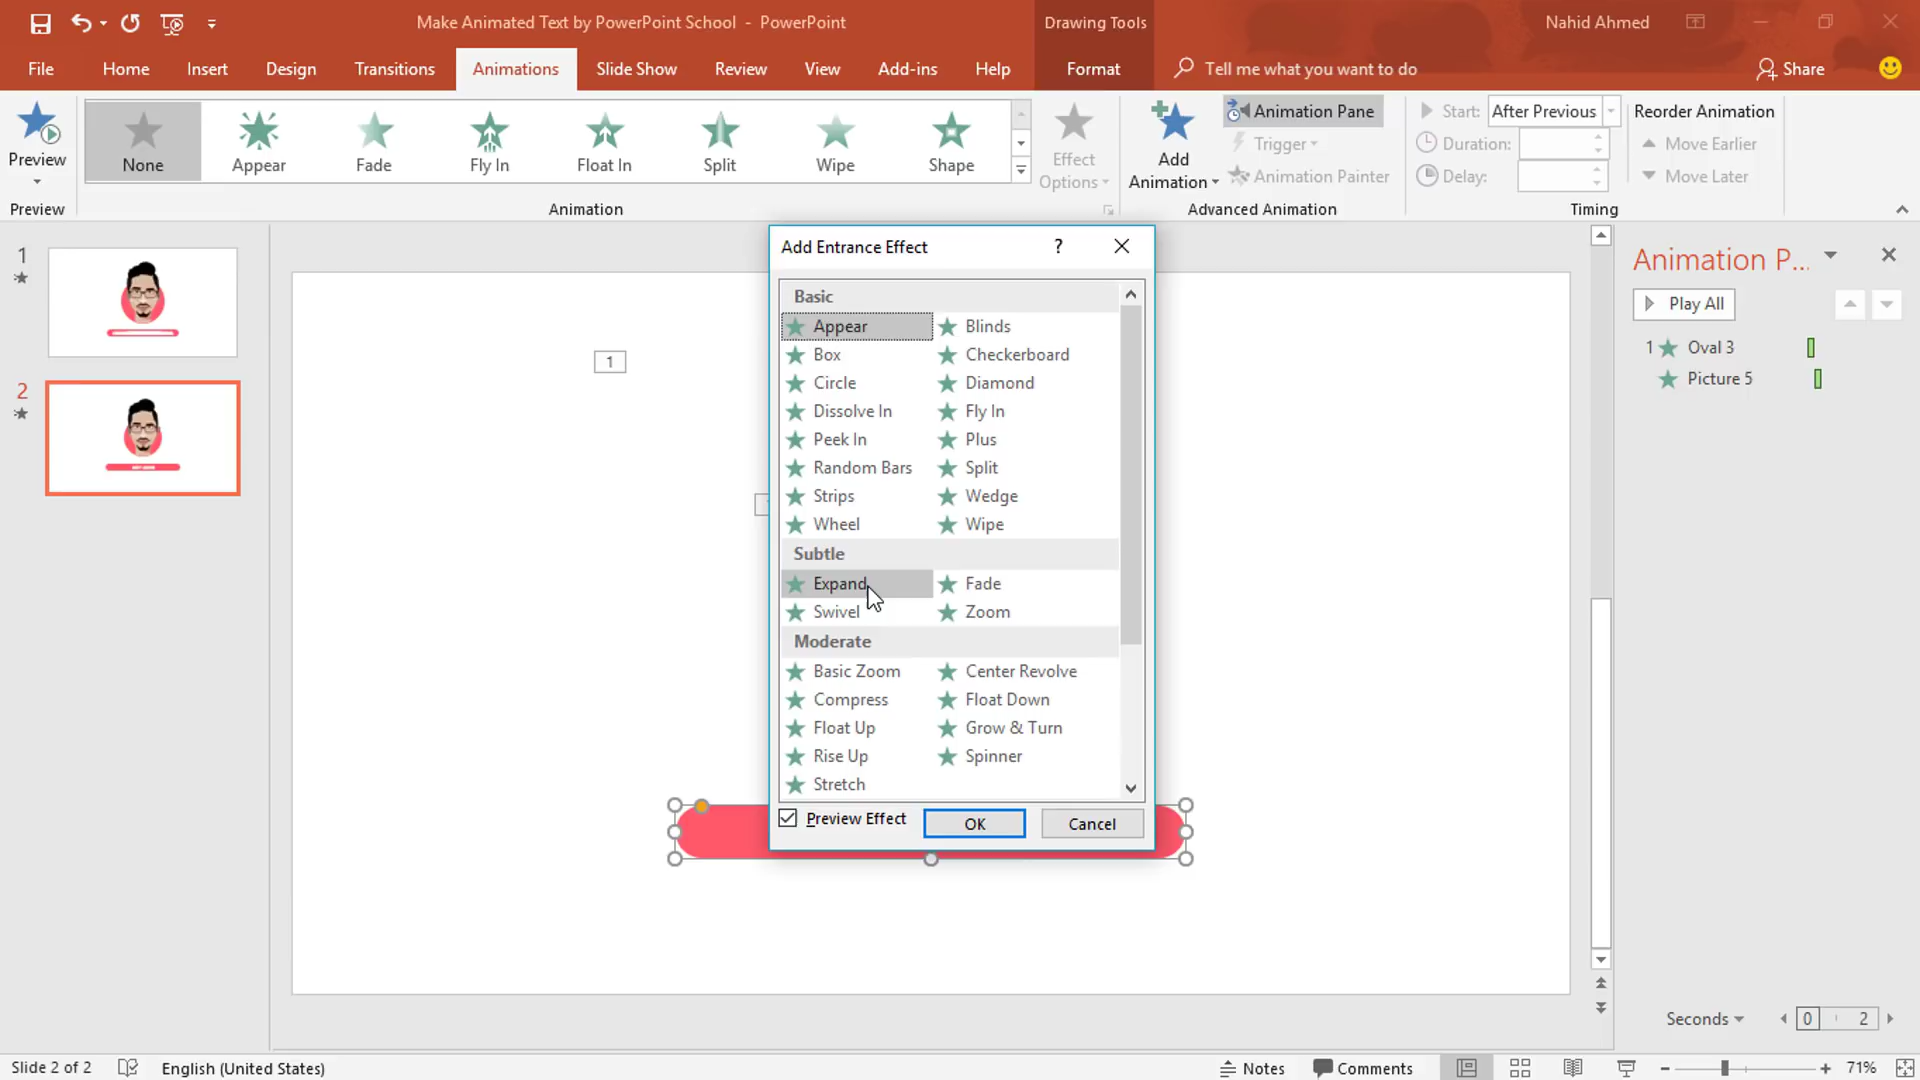 Make Animated Text by PowerPoint School - PowerPoint
Drawing Tools
Nahid Ahmed
File Home Insert Design Transitions Animations Slide Show Review View Add-ins Help Format Tell me what you want to do Share
Preview
None Appear Fade Fly In Float In Split Wipe Shape
Effect Options
Add Animation
Animation Pane
Trigger
Animation Painter
Start: After Previous
Duration:
Delay:
Reorder Animation
Move Earlier
Move Later
Preview Animation Advanced Animation Timing
1
2
1
Add Entrance Effect ?
Basic
Appear Blinds
Box Checkerboard
Circle Diamond
Dissolve In Fly In
Peek In Plus
Random Bars Split
Strips Wedge
Wheel Wipe
Subtle
Expand Fade
Swivel Zoom
Moderate
Basic Zoom Center Revolve
Compress Float Down
Float Up Grow & Turn
Rise Up Spinner
Stretch
Preview Effect OK Cancel
Animation P...
Play All
1 Oval 3
Picture 5
Seconds 0 2
Slide 2 of 2 English (United States) Notes Comments 71%